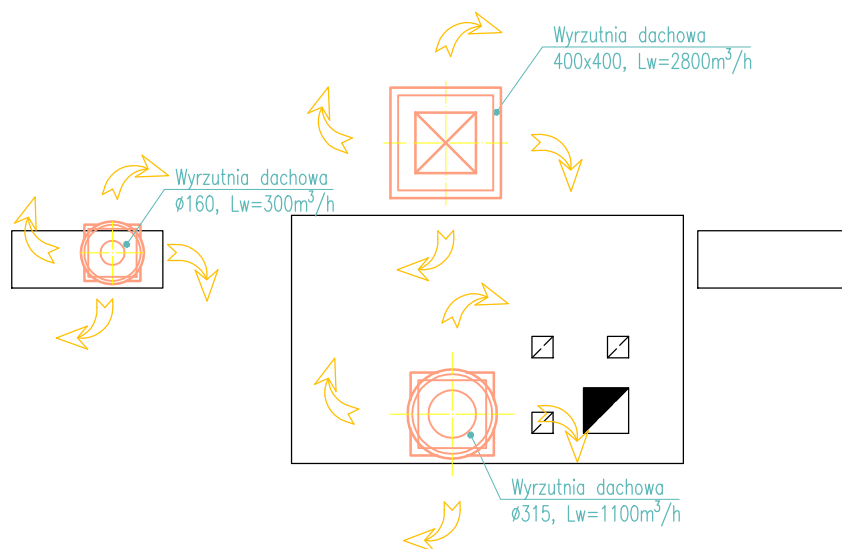 Wyrzutnia dachowa
400x400, Lw=2800m³/h
Wyrzutnia dachowa
ø160, Lw=300m³/h
Wyrzutnia dachowa
ø315, Lw=1100m³/h